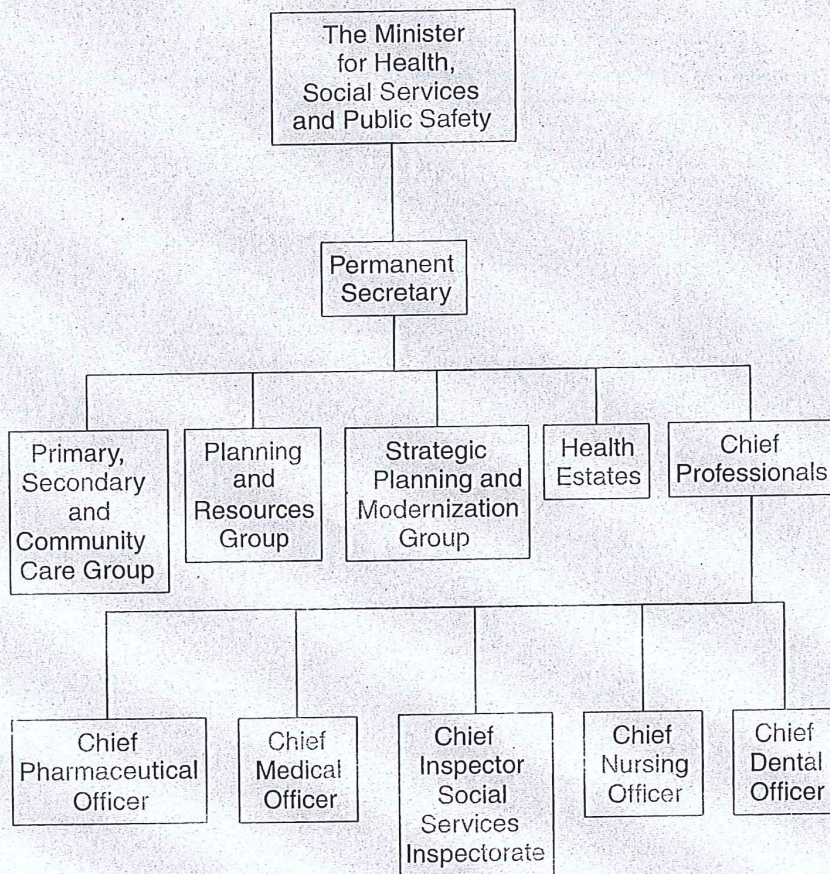 The Minister
for Health,
Social Services
and Public Safety
Permanent
Secretary
Primary,
Secondary
and
Community
Care Group
Planning
and
Resources
Group
Strategic
Planning and
Modernization
Group
Health
Estates
Chief
Professionals
Chief
Pharmaceutical
Officer
Chief
Medical
Officer
Chief
Inspector
Social
Services
Inspectorate
Chief
Nursing
Officer
Chief
Dental
Officer